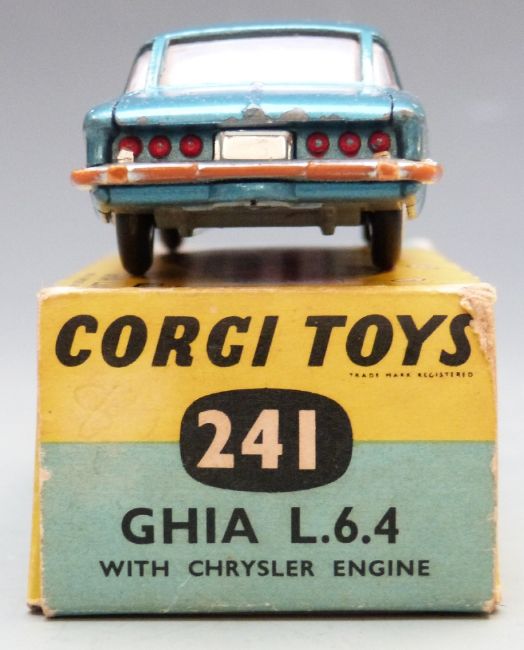 CORGI TOYS
TRADE MARK REGISTERED
241
GHIA L.6.4
WITH CHRYSLER ENGINE